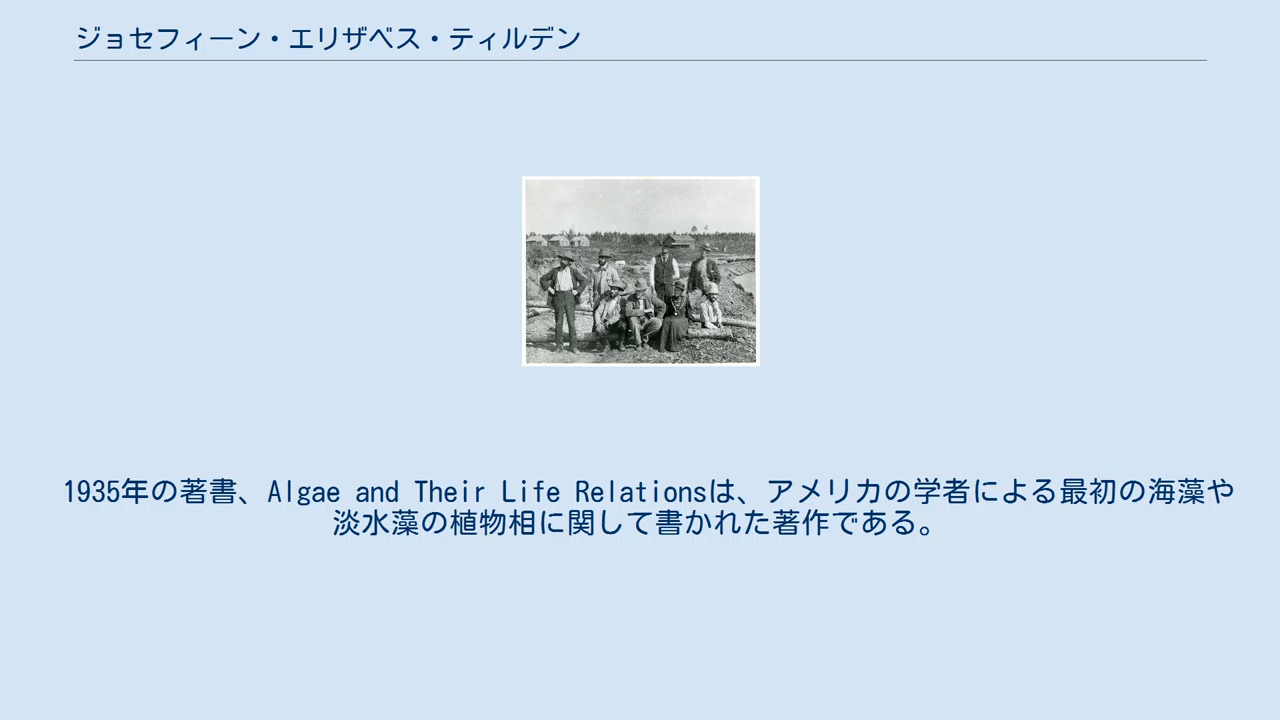 ジョセフィーン・エリザベス・ティルデン
1935年の著書、Algae and Their Life Relationsは、アメリカの学者による最初の海藻や
淡水藻の植物相に関して書かれた著作である。